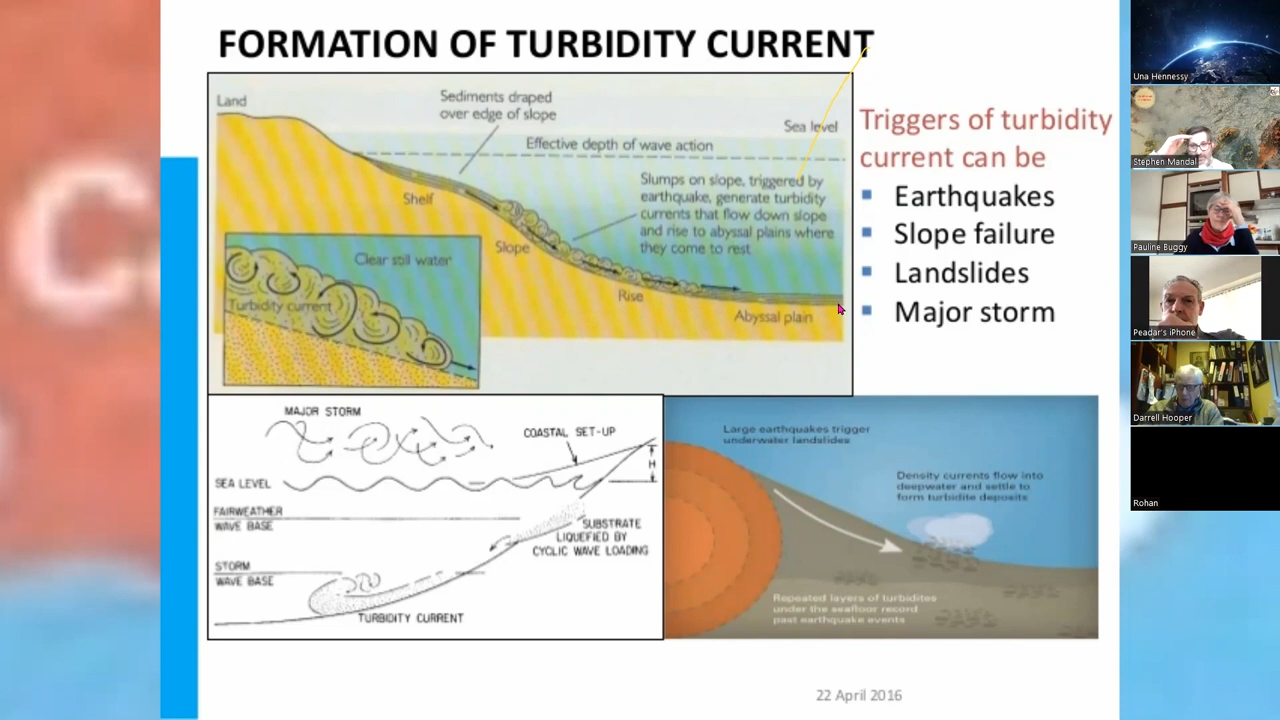 FORMATION OF TURBIDITY CURRENT
Land
Sediments draped
over edge of slope
Sea level
Effective depth of wave action
Slumps on slope, triggered by
earthquake, generate turbidity
currents that flow down slope
and rise to abyssal plains where
they come to rest
Shelf
Slope
Rise
Abyssal plain
Clear still water
Turbidity current
Triggers of turbidity
current can be
Earthquakes
Slope failure
Landslides
Major storm
MAJOR STORM
COASTAL SET-UP
H
SEA LEVEL
FAIRWEATHER
WAVE BASE
SUBSTRATE
LIQUEFIED BY
CYCLIC WAVE LOADING
STORM
WAVE BASE
TURBIDITY CURRENT
Large earthquakes trigger
underwater landslides
Density currents flow into
deepwater and settle to
form turbidite deposits
Repeated layers of turbidites
under the seafloor record
past earthquake events
22 April 2016
Una Hennessy
Stephen Mandal
Pauline Buggy
Peadar's iPhone
Darrell Hooper
Rohan